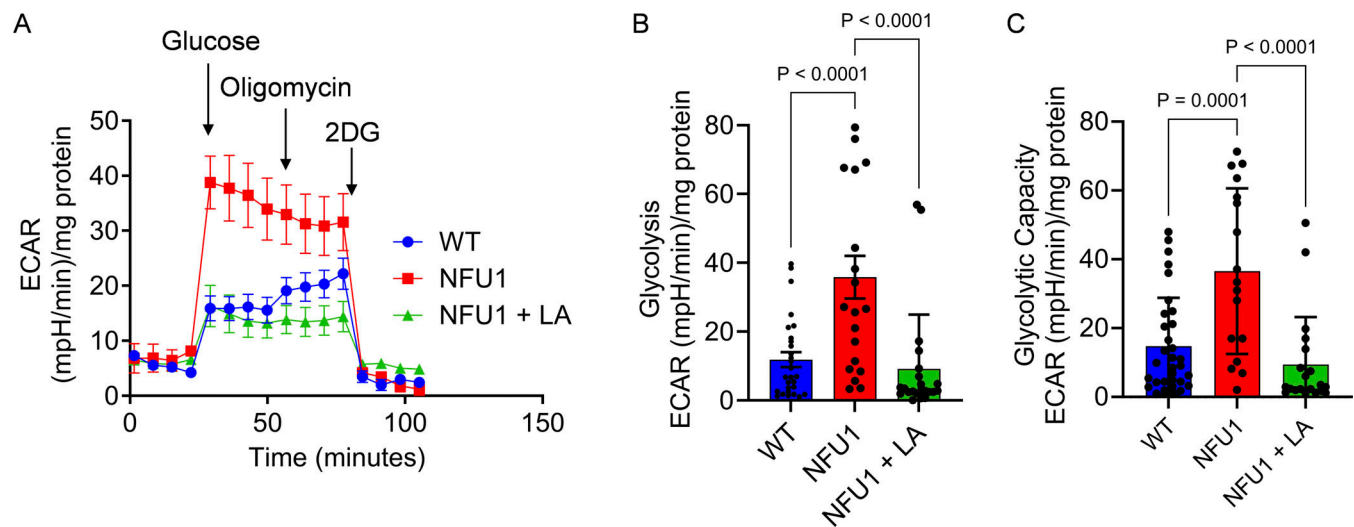 A
Glucose
Oligomycin
2DG
ECAR
(mpH/min)/mg protein
50
40
30
20
10
0
0
50
100
150
Time (minutes)
WT
NFU1
NFU1 + LA
B
P < 0.0001
P < 0.0001
Glycolysis
ECAR (mpH/min)/mg protein
80
60
40
20
0
WT
NFU1
NFU1 + LA
C
P < 0.0001
P = 0.0001
Glycolytic Capacity
ECAR (mpH/min)/mg protein
80
60
40
20
0
WT
NFU1
NFU1 + LA